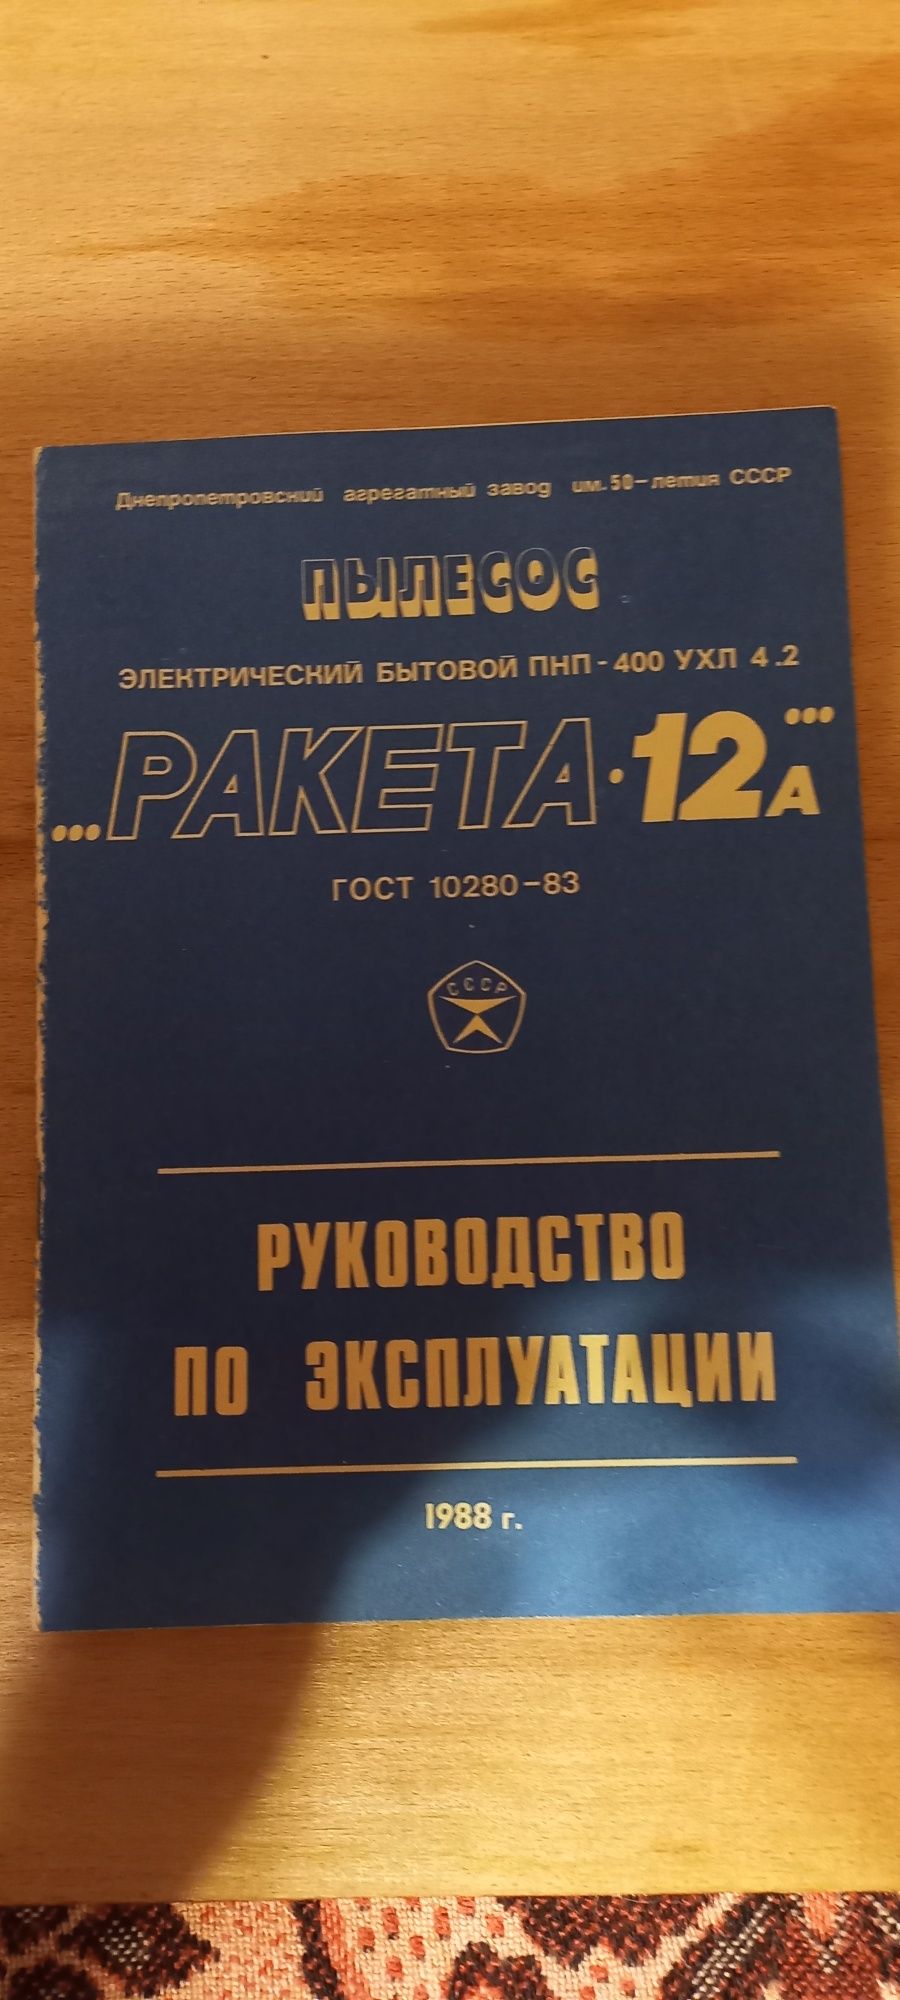 Днепропетровский агрегатный завод им. 50-летия СССР
ПЫЛЕСОС
ЭЛЕКТРИЧЕСКИЙ БЫТОВОЙ ПНП-400 УХЛ 4.2
...РАКЕТА·12А...
ГОСТ 10280-83
СССР
РУКОВОДСТВО
ПО ЭКСПЛУАТАЦИИ
1988 г.